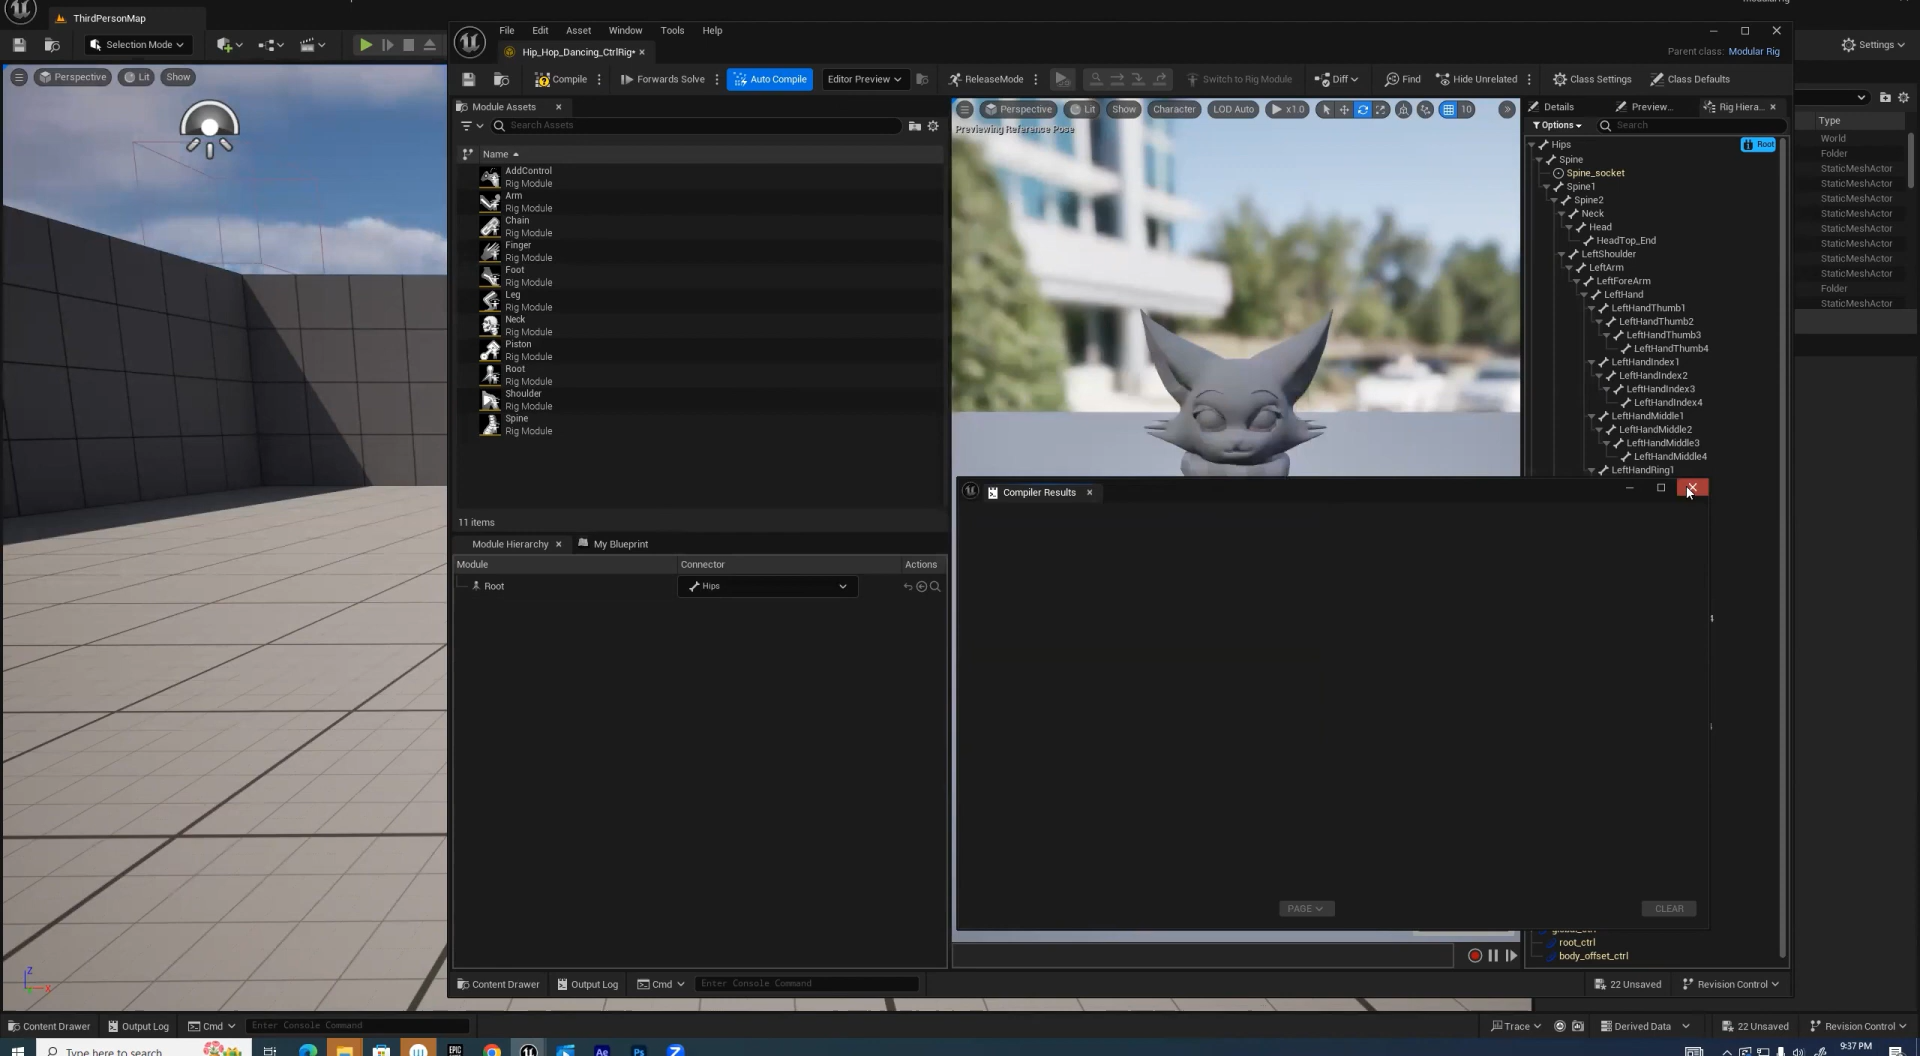 ThirdPersonMap
Selection Mode
Settings
Perspective
Lit
Show
File
Edit
Asset
Window
Tools
Help
Hip_Hop_Dancing_CtrlRig*
Parent class: Modular Rig
Compile
Forwards Solve
Auto Compile
Editor Preview
ReleaseMode
Switch to Rig Module
Diff
Find
Hide Unrelated
Class Settings
Class Defaults
Module Assets
Search Assets
Name
AddControl
Rig Module
Arm
Rig Module
Chain
Rig Module
Finger
Rig Module
Foot
Rig Module
Leg
Rig Module
Neck
Rig Module
Piston
Rig Module
Root
Rig Module
Shoulder
Rig Module
Spine
Rig Module
11 items
Module Hierarchy
My Blueprint
Module
Connector
Actions
Root
Hips
Perspective
Lit
Show
Character
LOD Auto
x1.0
10
Previewing Reference Pose
Details
Preview...
Rig Hiera...
Options
Search
Hips
Root
Spine
Spine_socket
Spine1
Spine2
Neck
Head
HeadTop_End
LeftShoulder
LeftArm
LeftForeArm
LeftHand
LeftHandThumb1
LeftHandThumb2
LeftHandThumb3
LeftHandThumb4
LeftHandIndex1
LeftHandIndex2
LeftHandIndex3
LeftHandIndex4
LeftHandMiddle1
LeftHandMiddle2
LeftHandMiddle3
LeftHandMiddle4
LeftHandRing1
Compiler Results
PAGE
CLEAR
root_ctrl
body_offset_ctrl
Type
World
Folder
StaticMeshActor
StaticMeshActor
StaticMeshActor
StaticMeshActor
StaticMeshActor
StaticMeshActor
StaticMeshActor
StaticMeshActor
Folder
StaticMeshActor
Z
X
Content Drawer
Output Log
Cmd
Enter Console Command
22 Unsaved
Revision Control
Content Drawer
Output Log
Cmd
Enter Console Command
Trace
Derived Data
22 Unsaved
Revision Control
Type here to search
9:37 PM